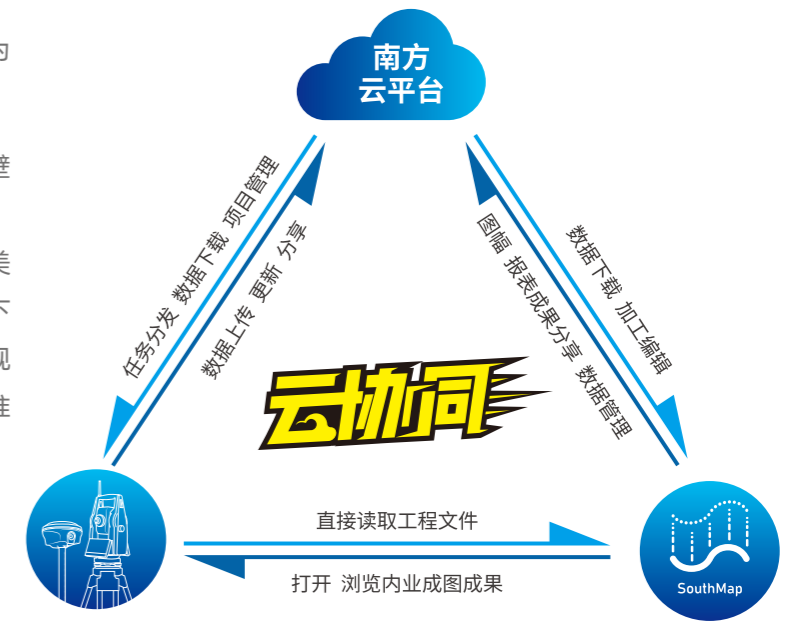 南方
云平台
任务分发 数据下载 项目管理
数据上传 更新 分享
数据下载 加工编辑
图幅 报表成果分享 数据管理
云协同
直接读取工程文件
打开 浏览内业成图成果
SouthMap